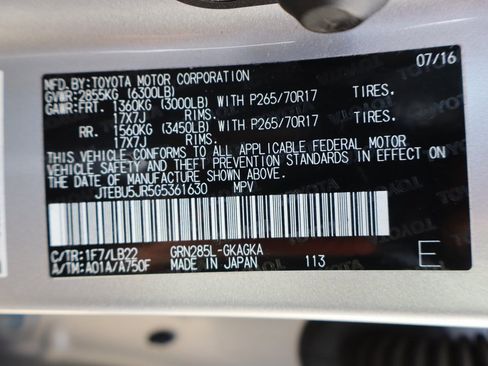 MFD.BY:TOYOTA MOTOR CORPORATION 07/16
GVWR:2855KG (6300LB)
GAWR:FRT. 1360KG (3000LB) WITH P265/70R17 TIRES.
17X7J RIMS.
RR. 1560KG (3450LB) WITH P265/70R17 TIRES.
17X7J RIMS.
THIS VEHICLE CONFORMS TO ALL APPLICABLE FEDERAL MOTOR
VEHICLE SAFETY AND THEFT PREVENTION STANDARDS IN EFFECT ON
THE DATE OF MANUFACTURE SHOWN ABOVE.
JTEBU5JR5G5361630 MPV
C/TR:1F7/LB22 GRN285L-GKAGKA
A/TM:A01A/A750F MADE IN JAPAN 113 E